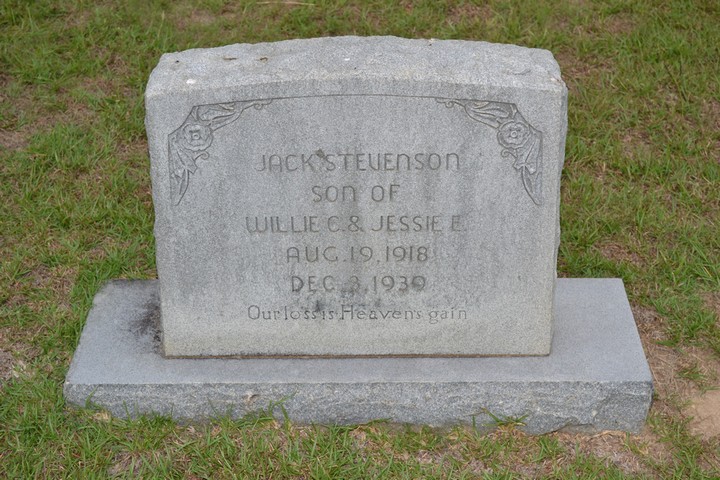 JACK STEVENSON
SON OF
WILLIE C. & JESSIE E.
AUG. 19, 1918
DEC. 3, 1939
Our loss is Heavens gain